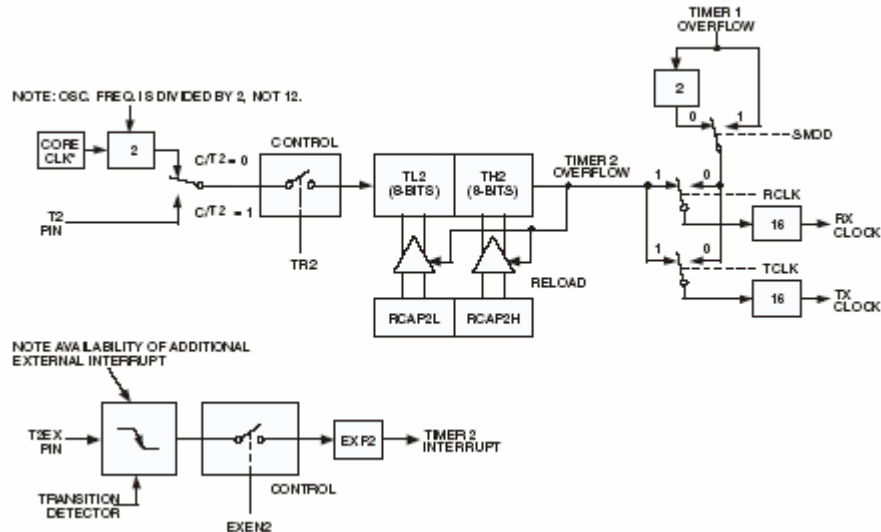 TIMER 1
OVERFLOW
2
0
1
SMOD
NOTE: OSC. FREQ. IS DIVIDED BY 2, NOT 12.
CORE
CLK*
2
C/T2 = 0
C/T2 = 1
T2
PIN
CONTROL
TR2
TL2
(8-BITS)
TH2
(8-BITS)
TIMER 2
OVERFLOW
RELOAD
RCAP2L
RCAP2H
1
0
RCLK
16
RX
CLOCK
1
0
TCLK
16
TX
CLOCK
NOTE AVAILABILITY OF ADDITIONAL
EXTERNAL INTERRUPT
T2EX
PIN
TRANSITION
DETECTOR
CONTROL
EXEN2
EXF2
TIMER 2
INTERRUPT